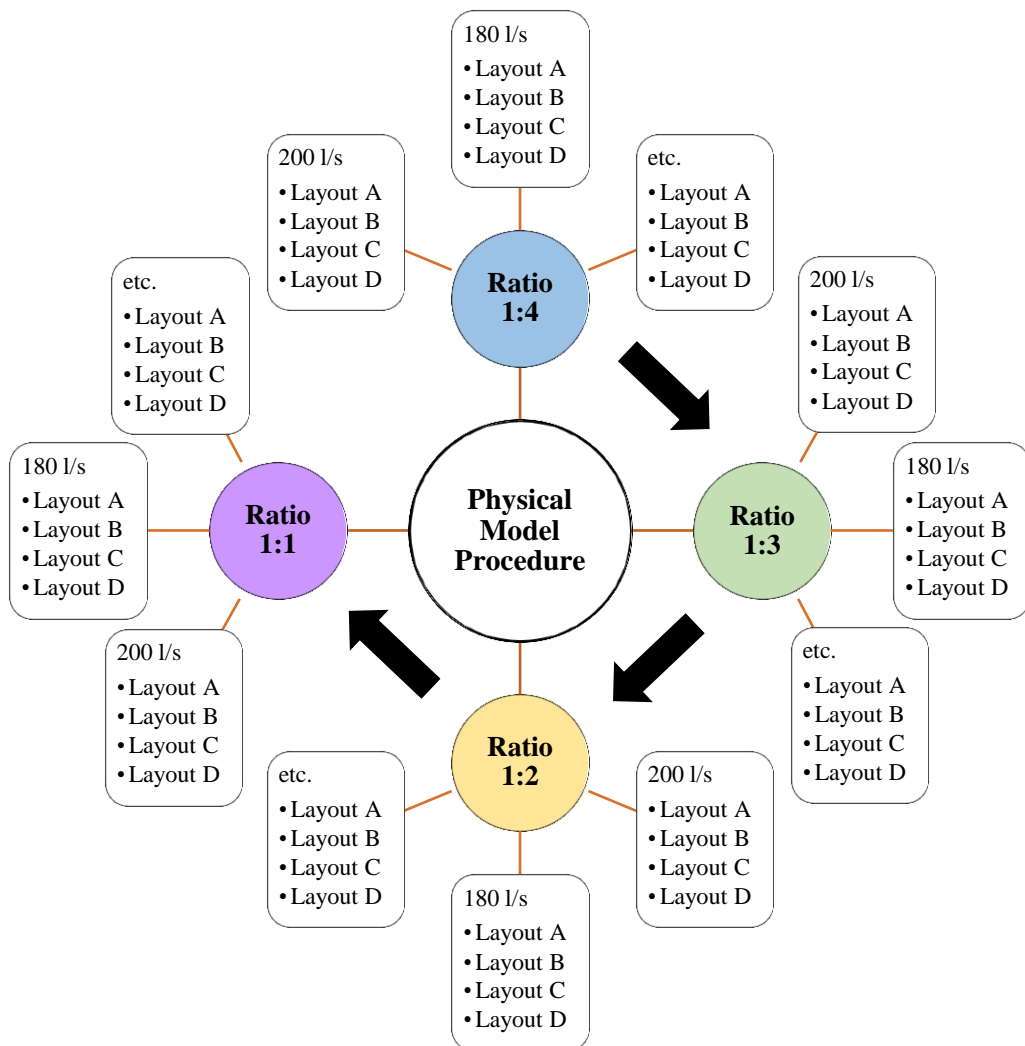 180 l/s
• Layout A
• Layout B
• Layout C
• Layout D
200 l/s
• Layout A
• Layout B
• Layout C
• Layout D
etc.
• Layout A
• Layout B
• Layout C
• Layout D
Ratio
1:4
etc.
• Layout A
• Layout B
• Layout C
• Layout D
200 l/s
• Layout A
• Layout B
• Layout C
• Layout D
180 l/s
• Layout A
• Layout B
• Layout C
• Layout D
Ratio
1:1
Physical
Model
Procedure
Ratio
1:3
180 l/s
• Layout A
• Layout B
• Layout C
• Layout D
200 l/s
• Layout A
• Layout B
• Layout C
• Layout D
etc.
• Layout A
• Layout B
• Layout C
• Layout D
Ratio
1:2
etc.
• Layout A
• Layout B
• Layout C
• Layout D
200 l/s
• Layout A
• Layout B
• Layout C
• Layout D
180 l/s
• Layout A
• Layout B
• Layout C
• Layout D